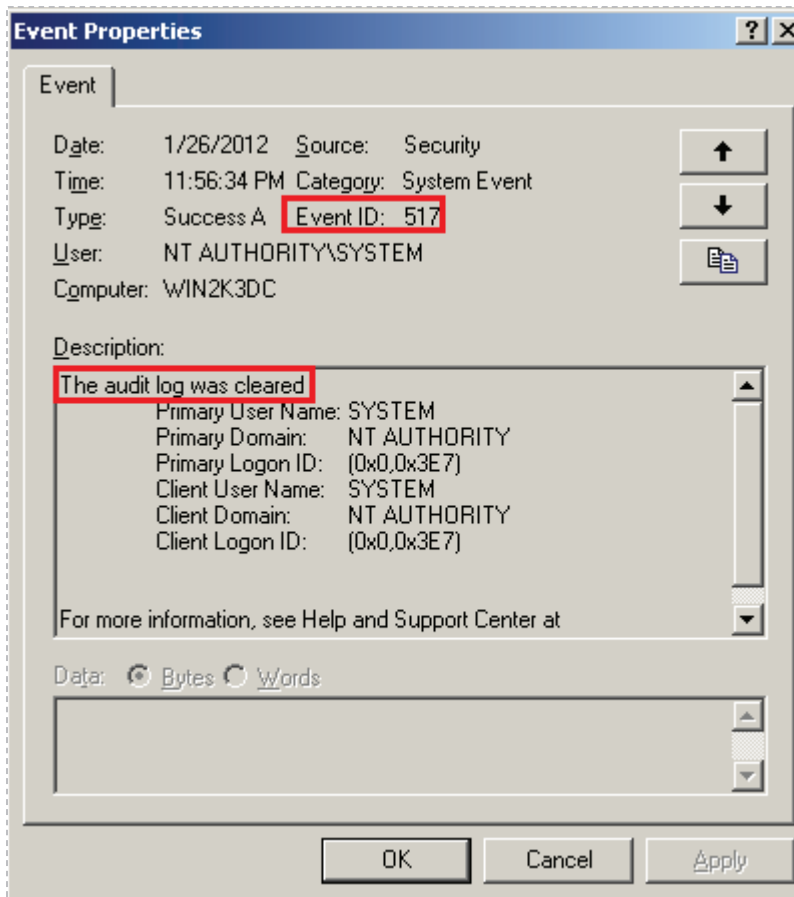 Event Properties
Event
Date: 1/26/2012 Source: Security
Time: 11:56:34 PM Category: System Event
Type: Success A Event ID: 517
User: NT AUTHORITY\SYSTEM
Computer: WIN2K3DC
Description:
The audit log was cleared
Primary User Name: SYSTEM
Primary Domain: NT AUTHORITY
Primary Logon ID: (0x0,0x3E7)
Client User Name: SYSTEM
Client Domain: NT AUTHORITY
Client Logon ID: (0x0,0x3E7)
For more information, see Help and Support Center at
Data: Bytes Words
OK Cancel Apply